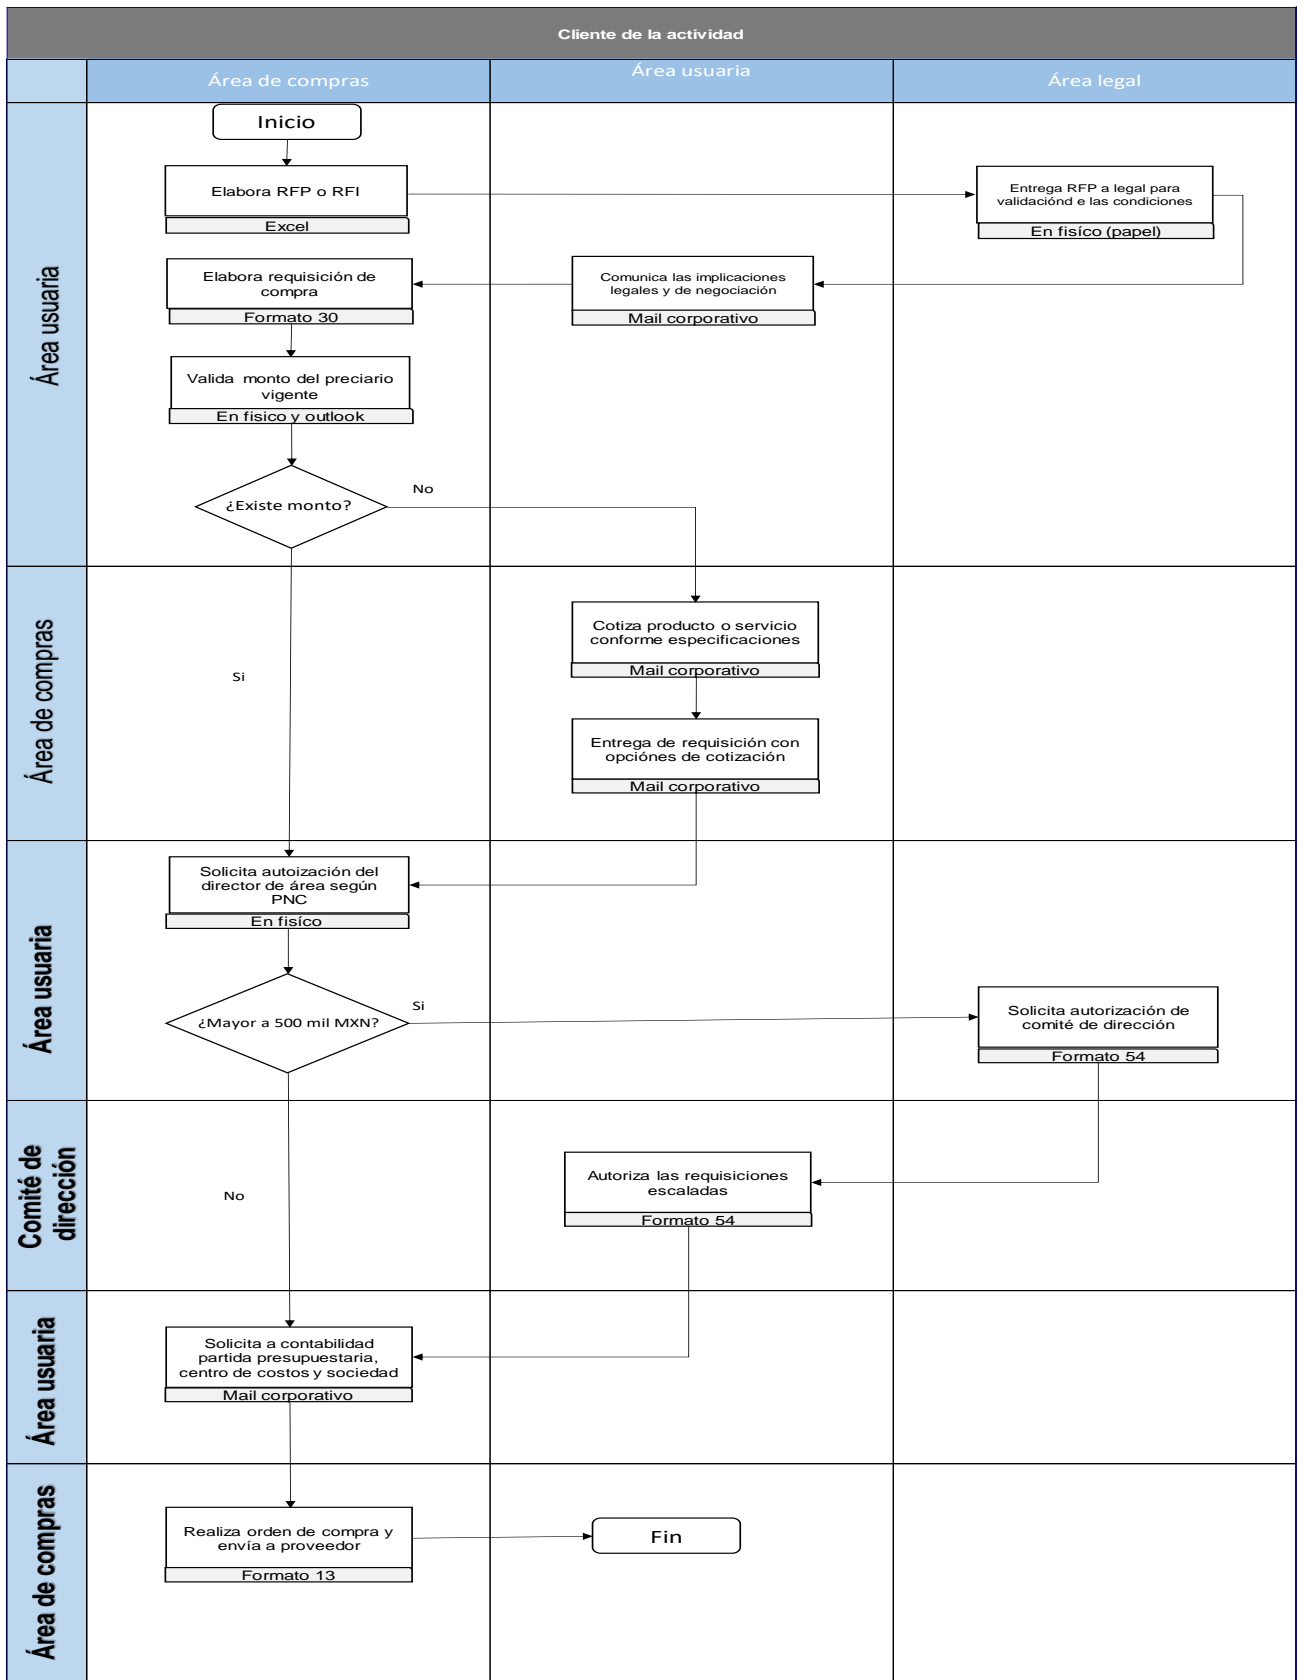 Cliente de la actividad
Área de compras
Área usuaria
Área legal
Área usuaria
Inicio
Elabora RFP o RFI
Excel
Entrega RFP a legal para
validaciónd e las condiciones
En fisíco (papel)
Comunica las implicaciones
legales y de negociación
Mail corporativo
Elabora requisición de
compra
Formato 30
Valida monto del preciario
vigente
En fisico y outlook
¿Existe monto?
No
Área de compras
Si
Cotiza producto o servicio
conforme especificaciones
Mail corporativo
Entrega de requisición con
opciónes de cotización
Mail corporativo
Área usuaria
Solicita autoización del
director de área según
PNC
En fisíco
¿Mayor a 500 mil MXN?
Si
Solicita autorización de
comité de dirección
Formato 54
Comité de
dirección
No
Autoriza las requisiciones
escaladas
Formato 54
Área usuaria
Solicita a contabilidad
partida presupuestaria,
centro de costos y sociedad
Mail corporativo
Área de compras
Realiza orden de compra y
envía a proveedor
Formato 13
Fin